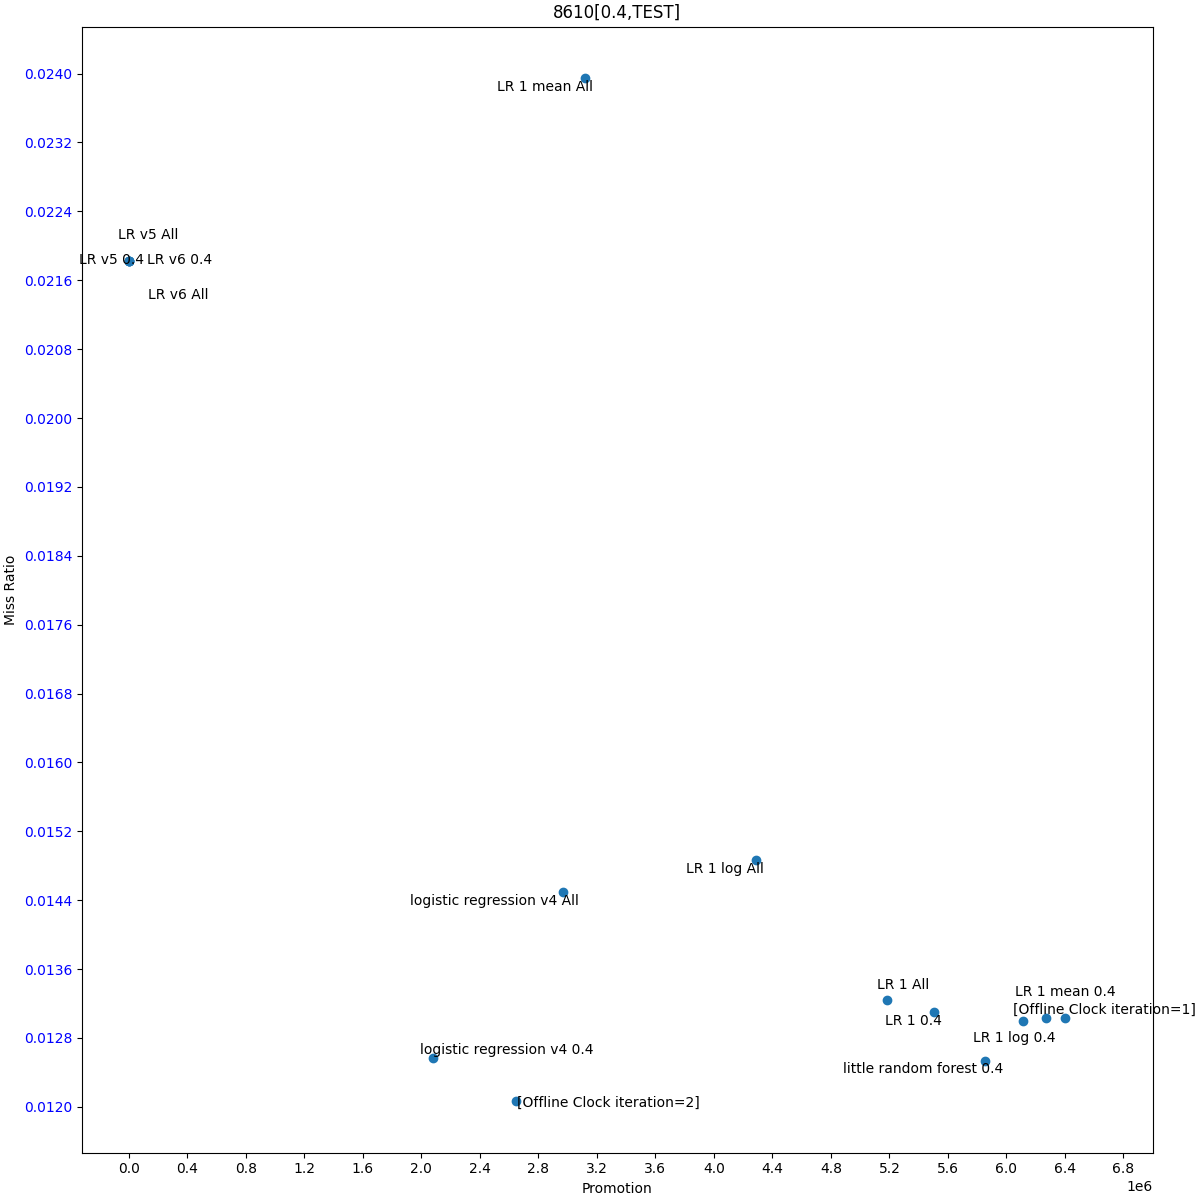 8610[0.4,TEST]
0.0240
LR 1 mean All
0.0232
0.0224
LR v5 All
LR v5 0.4 LR v6 0.4
0.0216
LR v6 All
0.0208
0.0200
0.0192
0.0184
Miss Ratio
0.0176
0.0168
0.0160
0.0152
LR 1 log All
0.0144
logistic regression v4 All
0.0136
LR 1 All
LR 1 mean 0.4
[Offline Clock iteration=1]
LR 1 0.4
0.0128
LR 1 log 0.4
logistic regression v4 0.4
little random forest 0.4
0.0120
[Offline Clock iteration=2]
0.0 0.4 0.8 1.2 1.6 2.0 2.4 2.8 3.2 3.6 4.0 4.4 4.8 5.2 5.6 6.0 6.4 6.8
1e6
Promotion